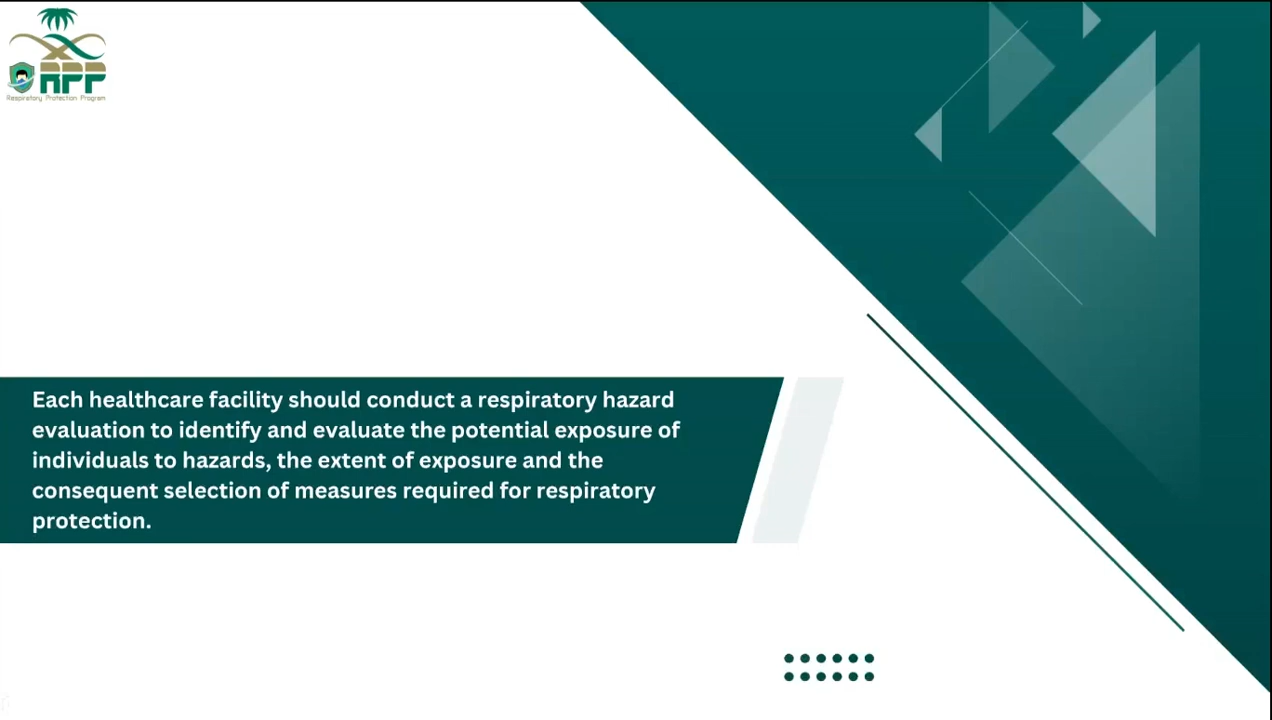 RPP
Respiratory Protection Program
Each healthcare facility should conduct a respiratory hazard
evaluation to identify and evaluate the potential exposure of
individuals to hazards, the extent of exposure and the
consequent selection of measures required for respiratory
protection.